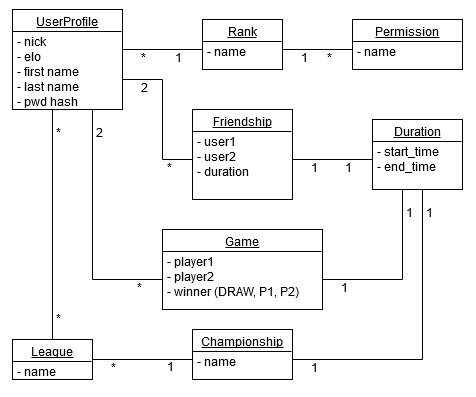 UserProfile
- nick
- elo
- first name
- last name
- pwd hash
Rank
- name
Permission
- name
* 1
1 *
2
*
2
*
Friendship
- user1
- user2
- duration
Duration
- start_time
- end_time
1 1
1 1
Game
- player1
- player2
- winner (DRAW, P1, P2)
* 1
*
League
- name
Championship
- name
* 1
1